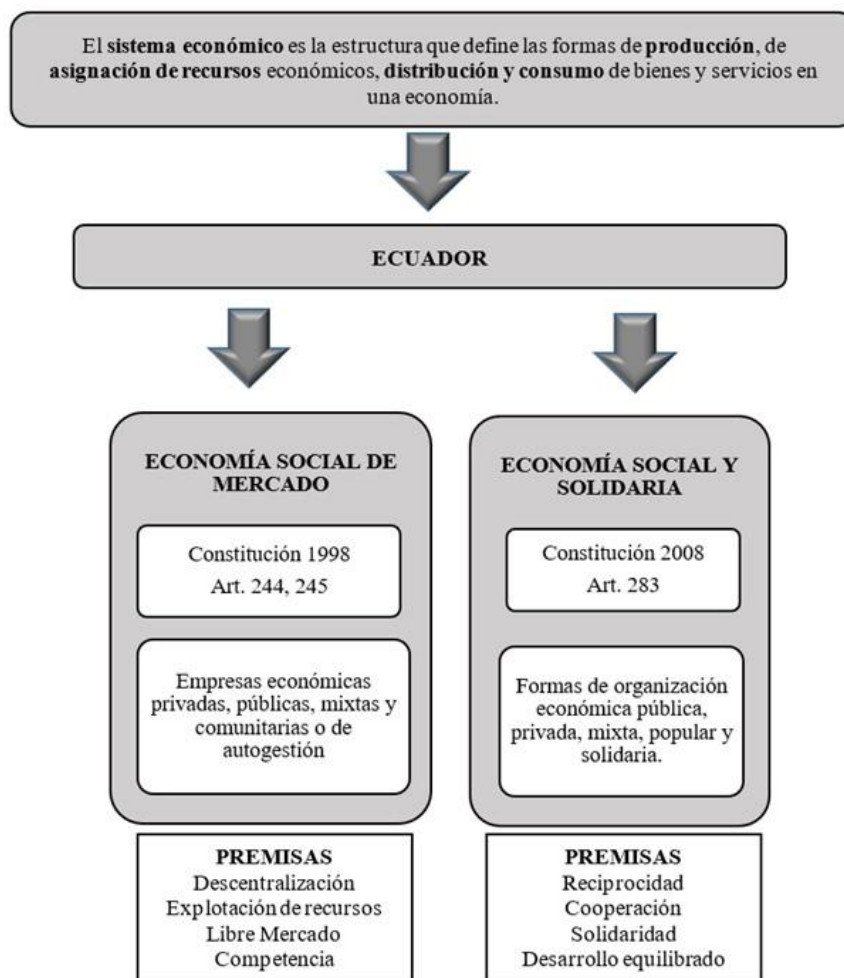 El sistema económico es la estructura que define las formas de producción, de
asignación de recursos económicos, distribución y consumo de bienes y servicios en
una economía.
ECUADOR
ECONOMÍA SOCIAL DE
MERCADO
Constitución 1998
Art. 244, 245
Empresas económicas
privadas, públicas, mixtas y
comunitarias o de
autogestión
PREMISAS
Descentralización
Explotación de recursos
Libre Mercado
Competencia
ECONOMÍA SOCIAL Y
SOLIDARIA
Constitución 2008
Art. 283
Formas de organización
económica pública,
privada, mixta, popular y
solidaria.
PREMISAS
Reciprocidad
Cooperación
Solidaridad
Desarrollo equilibrado